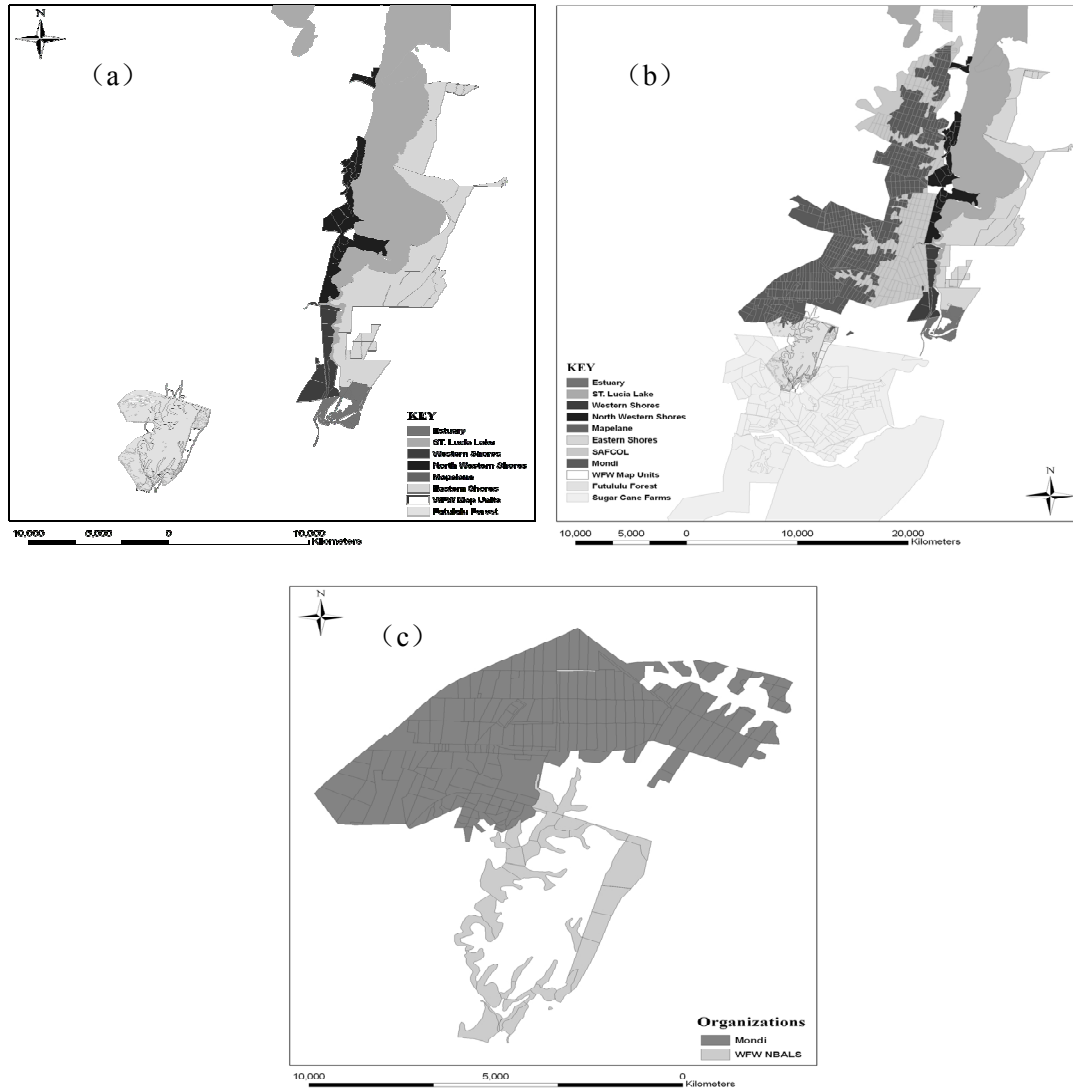 N
(a)
KEY
Estuary
ST. Lucia Lake
Western Shores
North Western Shores
Mapelane
Eastern Shores
WFW Map Units
Futululu Forest
10,000 5,000 0 10,000
Kilometers
(b)
KEY
Estuary
ST. Lucia Lake
Western Shores
North Western Shores
Mapelane
Eastern Shores
SAFCOL
Mondi
WFW Map Units
Futululu Forest
Sugar Cane Farms
N
10,000 5,000 0 10,000 20,000
Kilometers
N
(c)
Organizations
Mondi
WFW NBALS
10,000 5,000 0
Kilometers